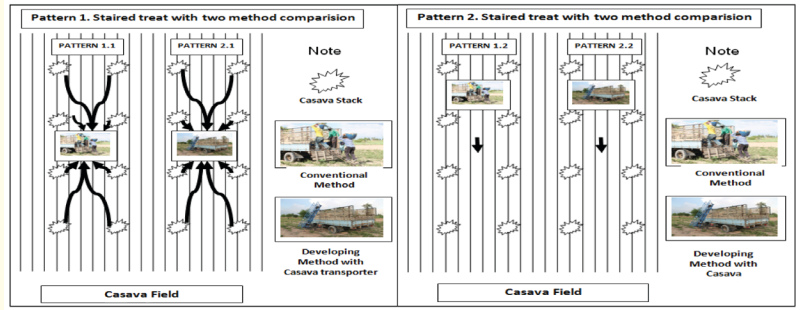 Pattern 1. Staired treat with two method comparision
PATTERN 1.1
PATTERN 2.1
Note
Casava Stack
Conventional
Method
Developing
Method with
Casava transporter
Casava Field
Pattern 2. Staired treat with two method comparision
PATTERN 1.2
PATTERN 2.2
Note
Casava Stack
Conventional
Method
Developing
Method with
Casava
Casava Field